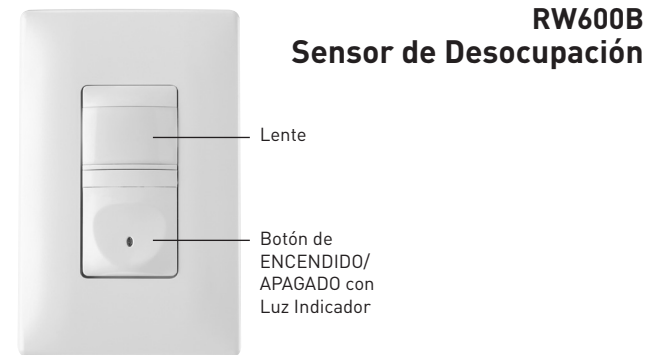 RW600B
Sensor de Desocupación
Lente
Botón de
ENCENDIDO/
APAGADO con
Luz Indicador